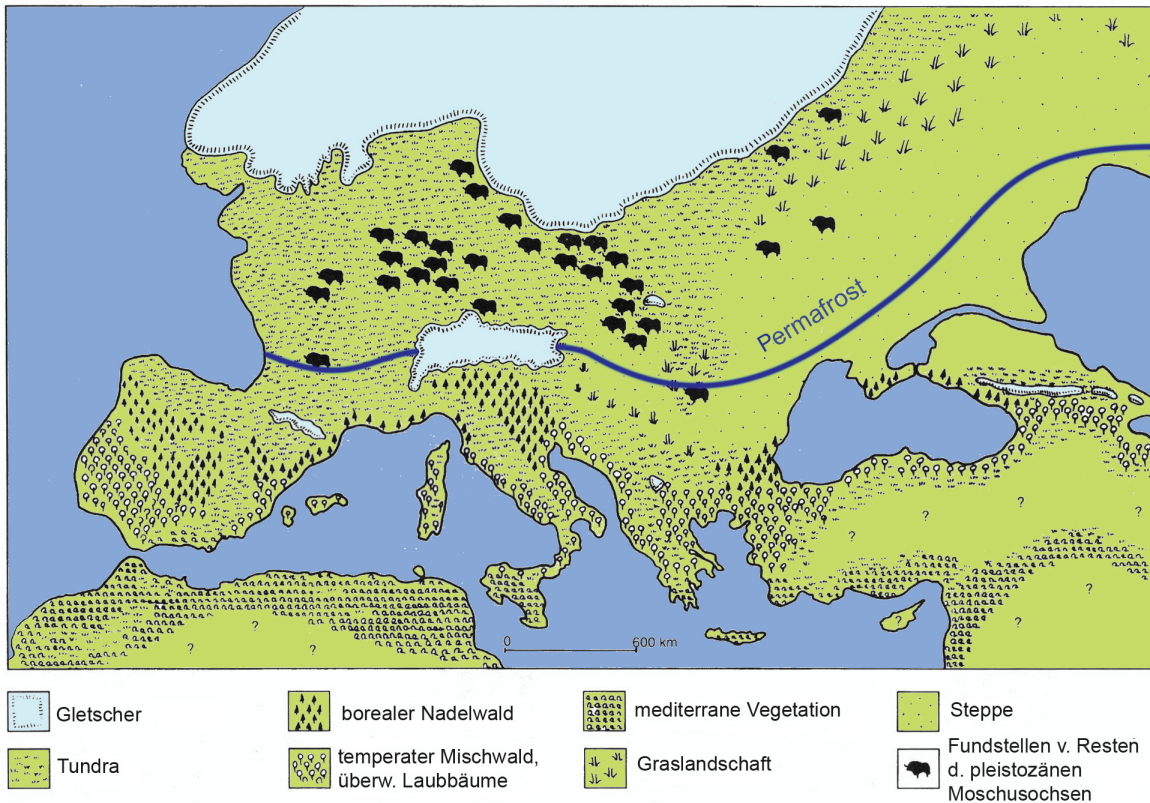 Permafrost
?
?
?
?
?
?
?
?
0 600 km
Gletscher
borealer Nadelwald
mediterrane Vegetation
Steppe
Tundra
temperater Mischwald,
überw. Laubbäume
Graslandschaft
Fundstellen v. Resten
d. pleistozänen
Moschusochsen